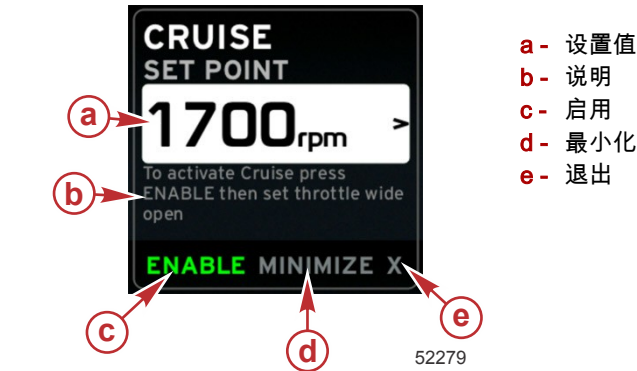 CRUISE
SET POINT
1700rpm >
To activate Cruise press
ENABLE then set throttle wide
open
ENABLE MINIMIZE X
a
b
c
d
e
52279
a - 设置值
b - 说明
c - 启用
d - 最小化
e - 退出